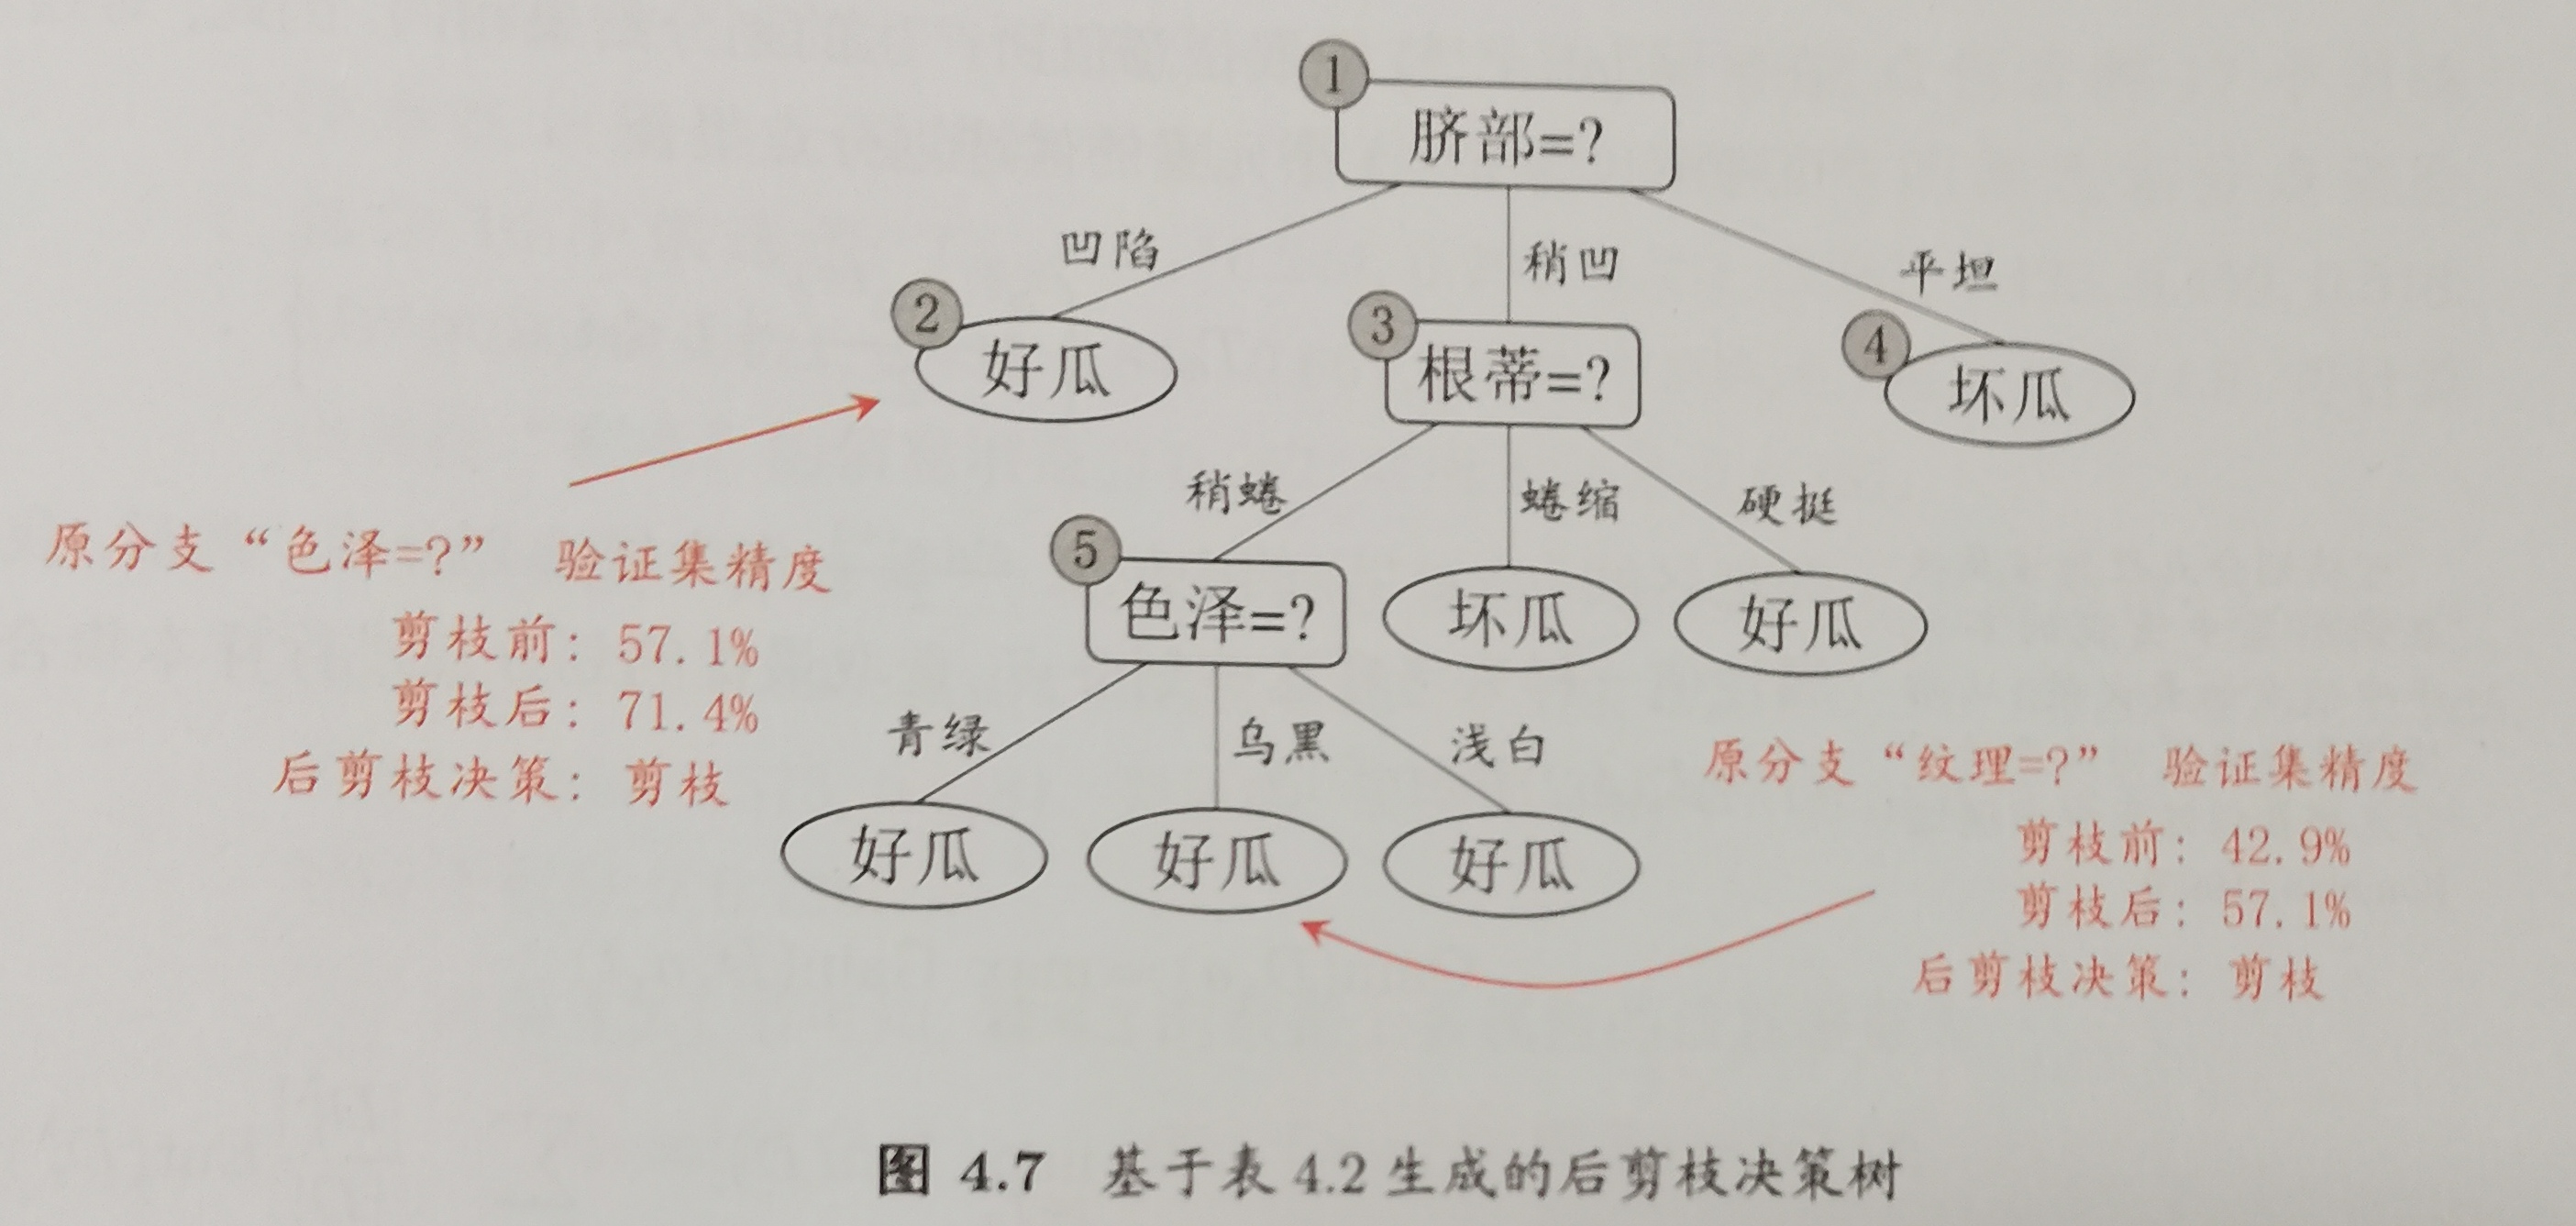 1
脐部=?
凹陷
稍凹
平坦
2
好瓜
3
根蒂=?
4
坏瓜
稍蜷
蜷缩
硬挺
原分支“色泽=?” 验证集精度
剪枝前: 57.1%
剪枝后: 71.4%
后剪枝决策: 剪枝
5
色泽=?
坏瓜
好瓜
青绿
乌黑
浅白
好瓜
好瓜
好瓜
原分支“纹理=?” 验证集精度
剪枝前: 42.9%
剪枝后: 57.1%
后剪枝决策: 剪枝
图 4.7 基于表 4.2 生成的后剪枝决策树